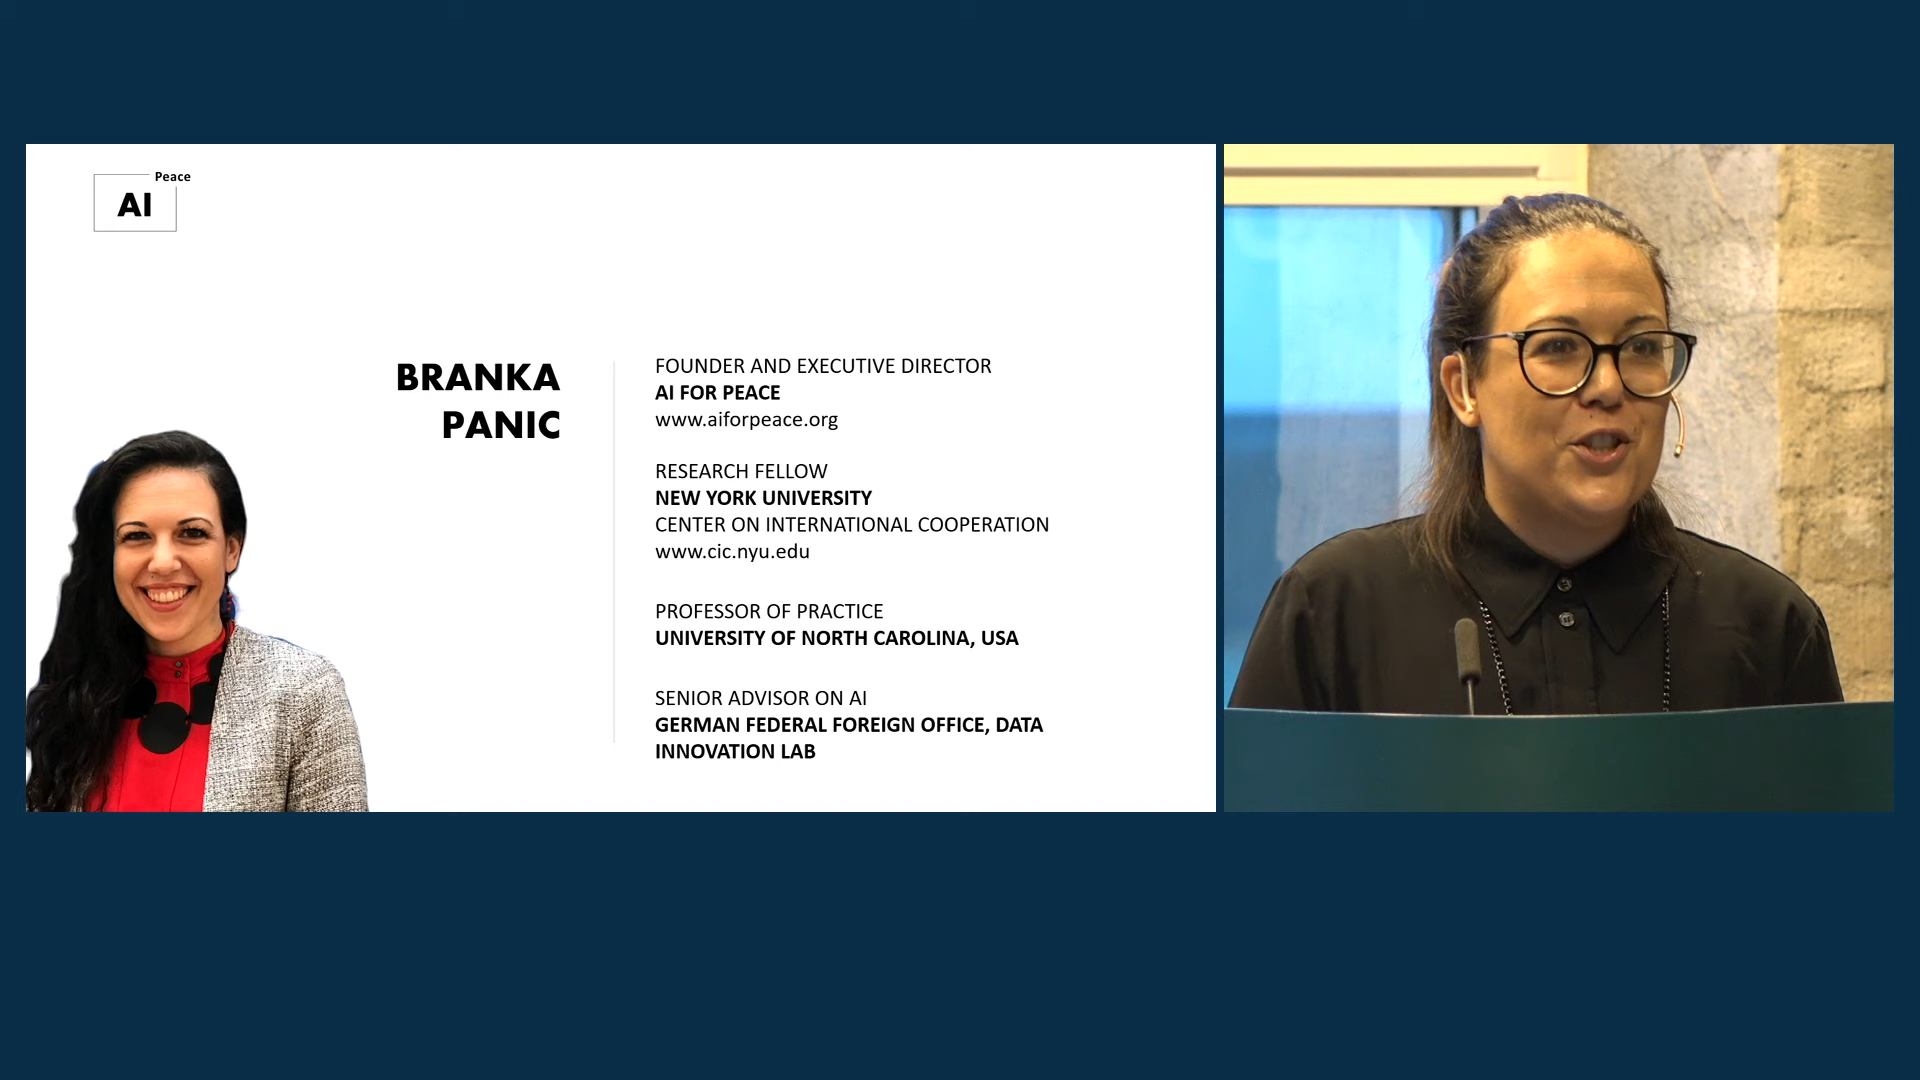 Peace
AI
BRANKA
PANIC
FOUNDER AND EXECUTIVE DIRECTOR
AI FOR PEACE
www.aiforpeace.org
RESEARCH FELLOW
NEW YORK UNIVERSITY
CENTER ON INTERNATIONAL COOPERATION
www.cic.nyu.edu
PROFESSOR OF PRACTICE
UNIVERSITY OF NORTH CAROLINA, USA
SENIOR ADVISOR ON AI
GERMAN FEDERAL FOREIGN OFFICE, DATA
INNOVATION LAB